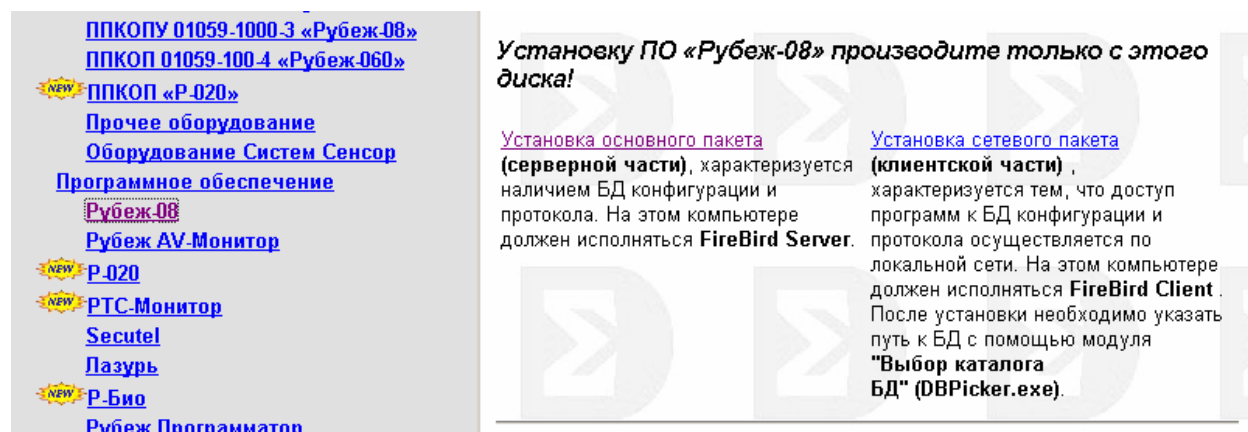 ППКОПУ 01059-1000-3 «Рубеж-08»
ППКОП 01059-100-4 «Рубеж-060»
NEW ППКОП «Р-020»
Прочее оборудование
Оборудование Систем Сенсор
Программное обеспечение
Рубеж-08
Рубеж AV-Монитор
NEW Р-020
NEW РТС-Монитор
Secutel
Лазурь
NEW Р-Био
Рубеж Программатор
Установку ПО «Рубеж-08» производите только с этого
диска!
Установка основного пакета
(серверной части), характеризуется
наличием БД конфигурации и
протокола. На этом компьютере
должен исполняться FireBird Server.
Установка сетевого пакета
(клиентской части) ,
характеризуется тем, что доступ
программ к БД конфигурации и
протокола осуществляется по
локальной сети. На этом компьютере
должен исполняться FireBird Client .
После установки необходимо указать
путь к БД с помощью модуля
"Выбор каталога
БД" (DBPicker.exe).